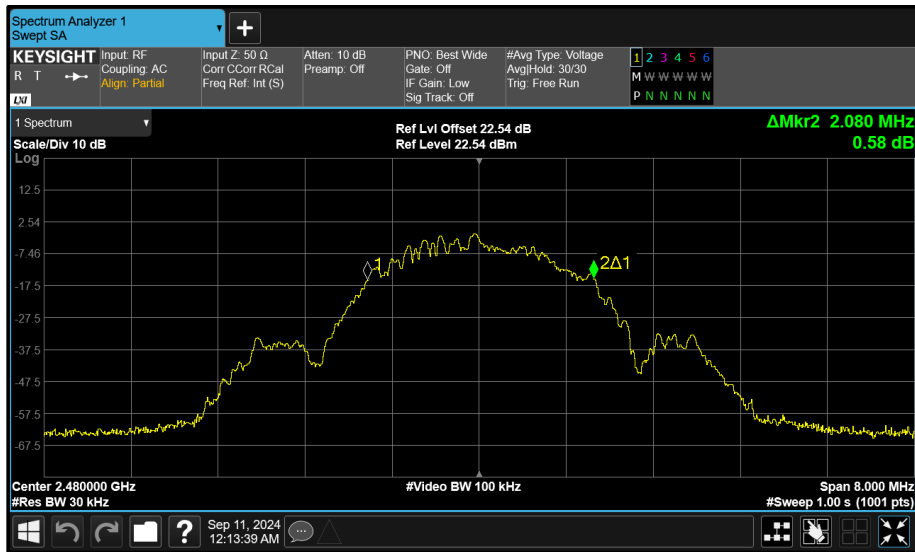 Spectrum Analyzer 1
Swept SA
KEYSIGHT
R T
LXI
Input: RF
Coupling: AC
Align: Partial
Input Z: 50 Ω
Corr CCorr RCal
Freq Ref: Int (S)
Atten: 10 dB
Preamp: Off
PNO: Best Wide
Gate: Off
IF Gain: Low
Sig Track: Off
#Avg Type: Voltage
Avg|Hold: 30/30
Trig: Free Run
1 2 3 4 5 6
M W W W W W
P N N N N N
1 Spectrum
Scale/Div 10 dB
Log
Ref Lvl Offset 22.54 dB
Ref Level 22.54 dBm
ΔMkr2 2.080 MHz
0.58 dB
12.5
2.54
-7.46
-17.5
-27.5
-37.5
-47.5
-57.5
-67.5
1
2Δ1
Center 2.480000 GHz
#Video BW 100 kHz
Span 8.000 MHz
#Res BW 30 kHz
#Sweep 1.00 s (1001 pts)
?
Sep 11, 2024
12:13:39 AM